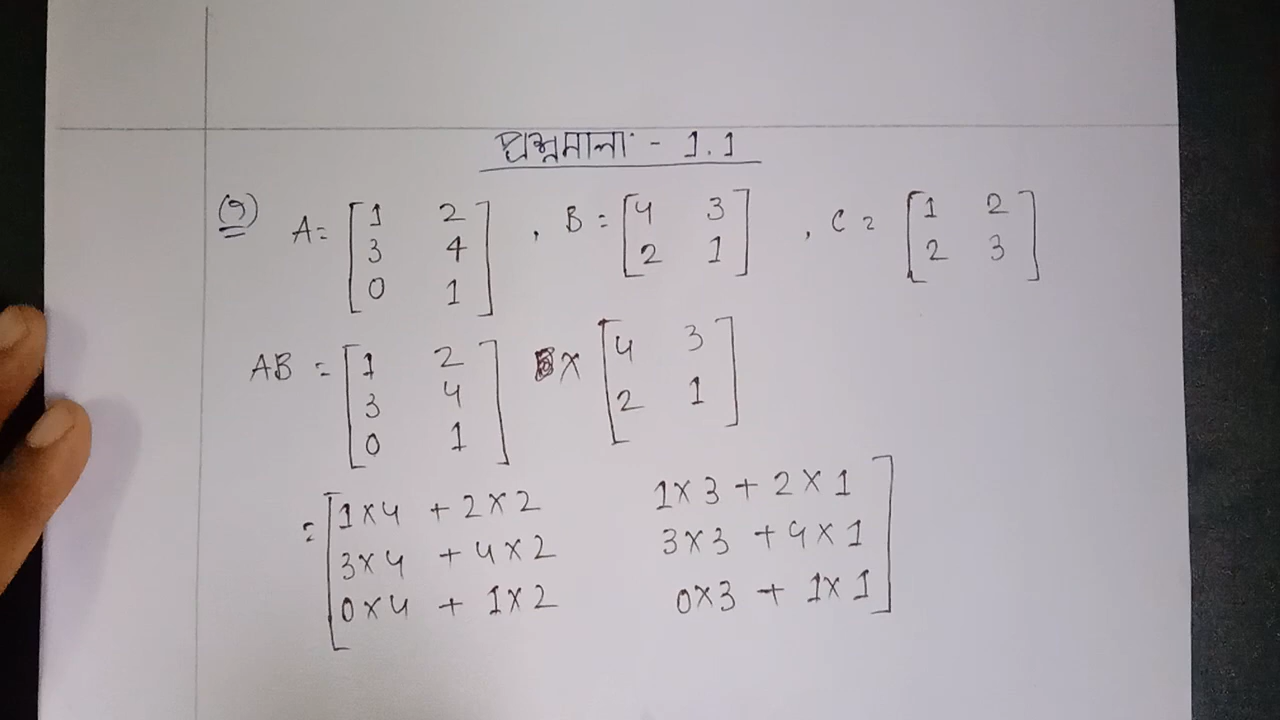 প্রশ্নমালা - 1.1
(9) A = [1 2 3 4 0 1] , B = [4 3 2 1] , C = [1 2 2 3]
AB = [1 2 3 4 0 1] × [4 3 2 1]
= [1×4 + 2×2 1×3 + 2×1
3×4 + 4×2 3×3 + 4×1
0×4 + 1×2 0×3 + 1×1]